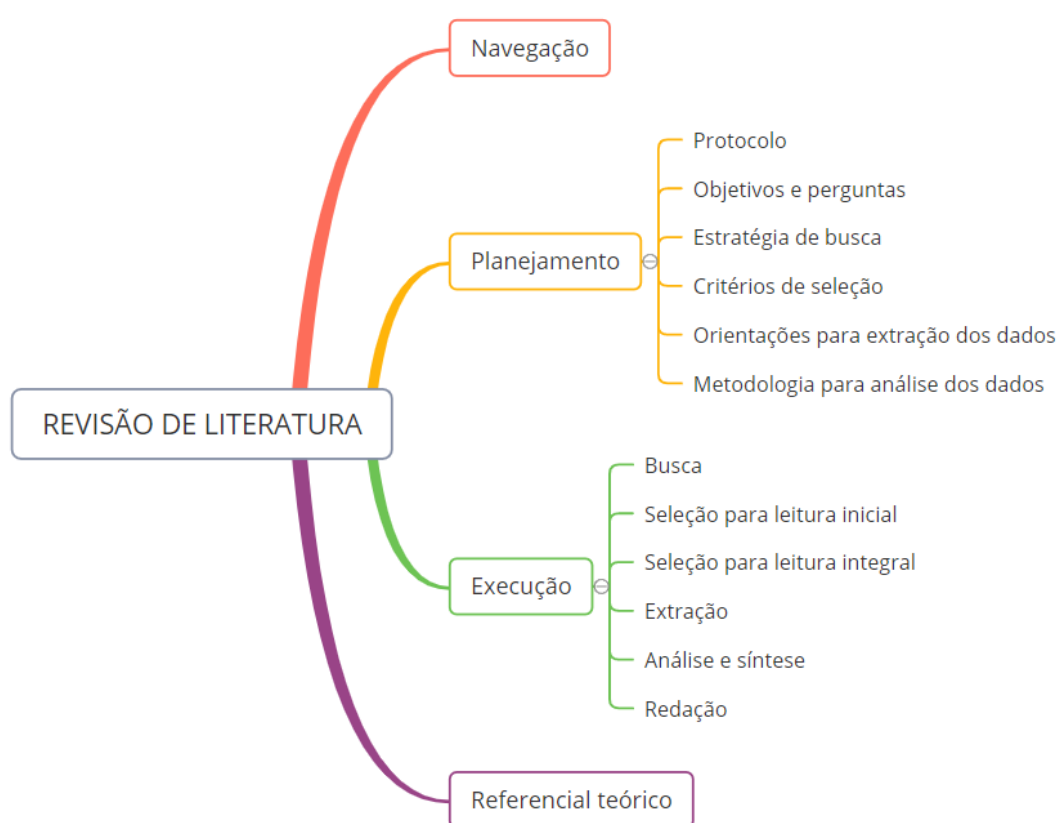 Navegação
Protocolo
Objetivos e perguntas
Estratégia de busca
Planejamento
Critérios de seleção
Orientações para extração dos dados
Metodologia para análise dos dados
REVISÃO DE LITERATURA
Busca
Seleção para leitura inicial
Seleção para leitura integral
Execução
Extração
Análise e síntese
Redação
Referencial teórico